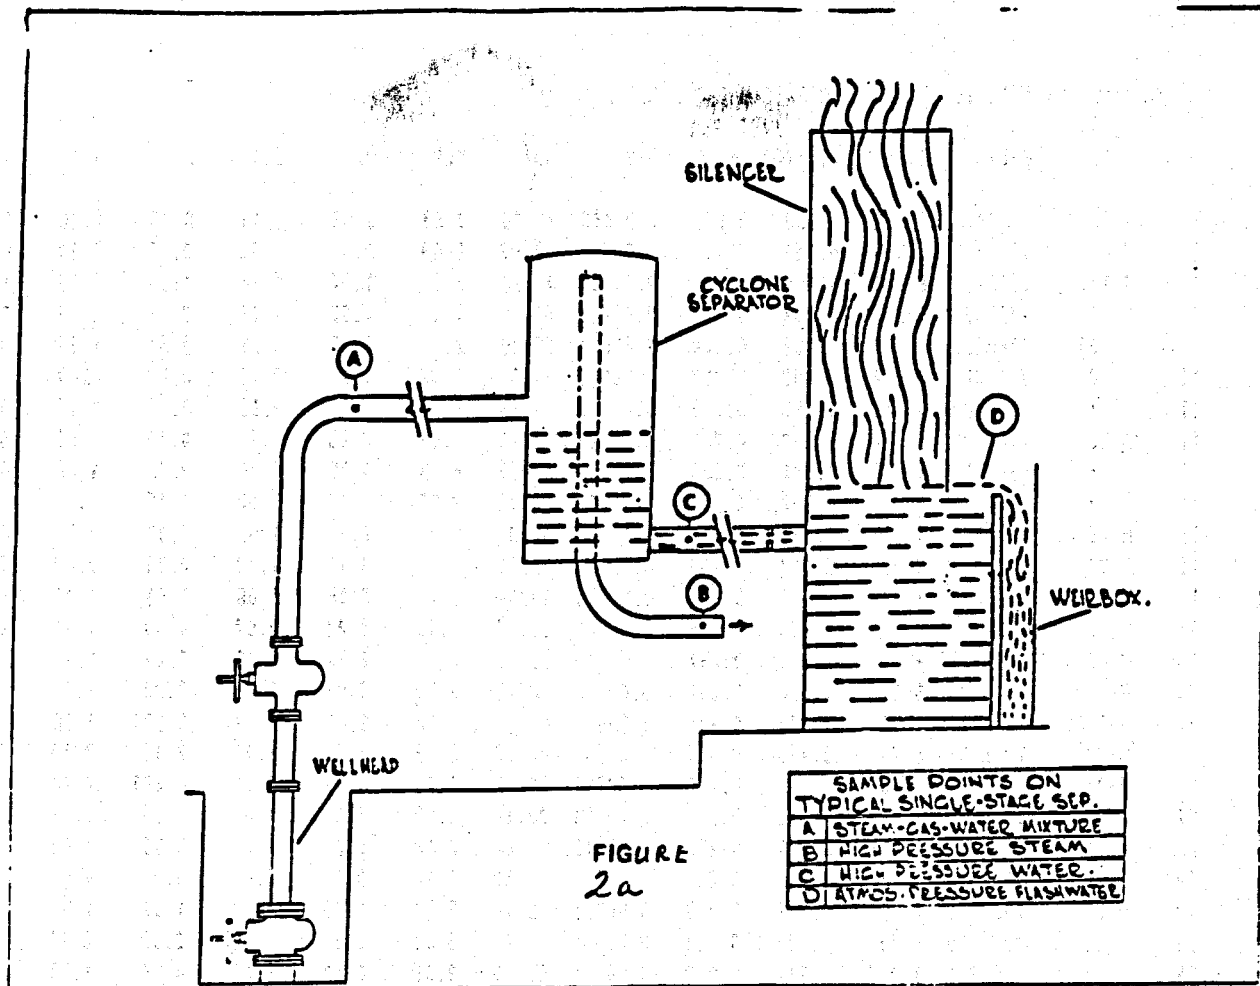 SILENCER
CYCLONE
SEPARATOR
A
D
C
B
WEIRBOX.
WELLHEAD
SAMPLE POINTS ON
TYPICAL SINGLE-STAGE SEP.
A STEAM-GAS-WATER MIXTURE
B HIGH PRESSURE STEAM
C HIGH PRESSURE WATER.
D ATMOS. PRESSURE FLASHWATER
FIGURE
2a